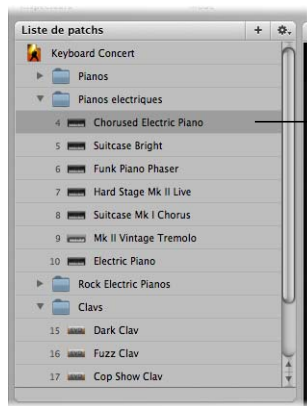 Liste de patchs
Keyboard Concert
Pianos
Pianos electriques
4 Chorused Electric Piano
5 Suitcase Bright
6 Funk Piano Phaser
7 Hard Stage Mk II Live
8 Suitcase Mk I Chorus
9 Mk II Vintage Tremolo
10 Electric Piano
Rock Electric Pianos
Clavs
15 Dark Clav
16 Fuzz Clav
17 Cop Show Clav